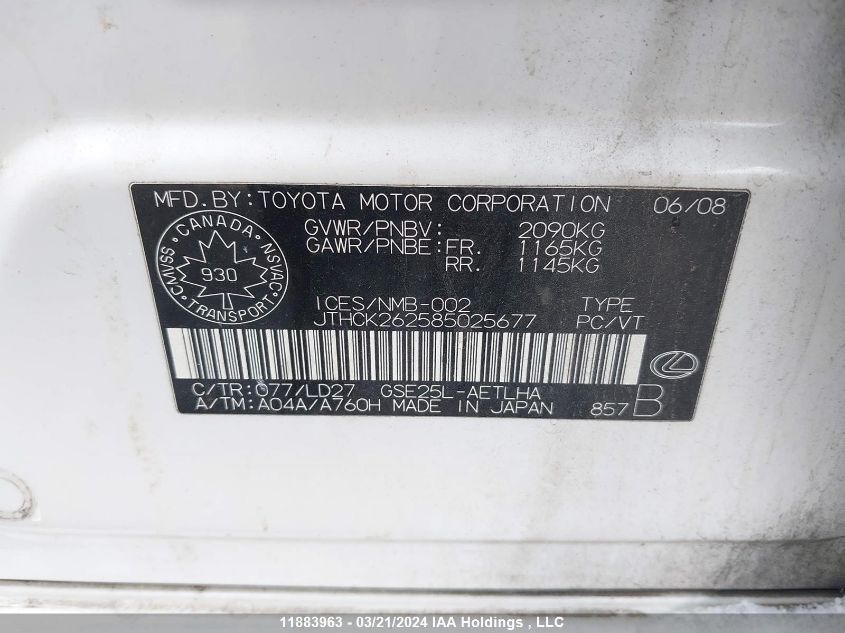 MFD.BY:TOYOTA MOTOR CORPORATION 06/08
GVWR/PNBV: 2090KG
GAWR/PNBE:FR. 1165KG
RR. 1145KG
CANADA
CMVSS NSVAC
930
TRANSPORT
ICES/NMB-002 TYPE
JTHCK262585025677 PC/VT
C/TR:077/LD27 GSE25L-AETLHA
A/TM:A04A/A760H MADE IN JAPAN 857 B
11883963 - 03/21/2024 IAA Holdings , LLC